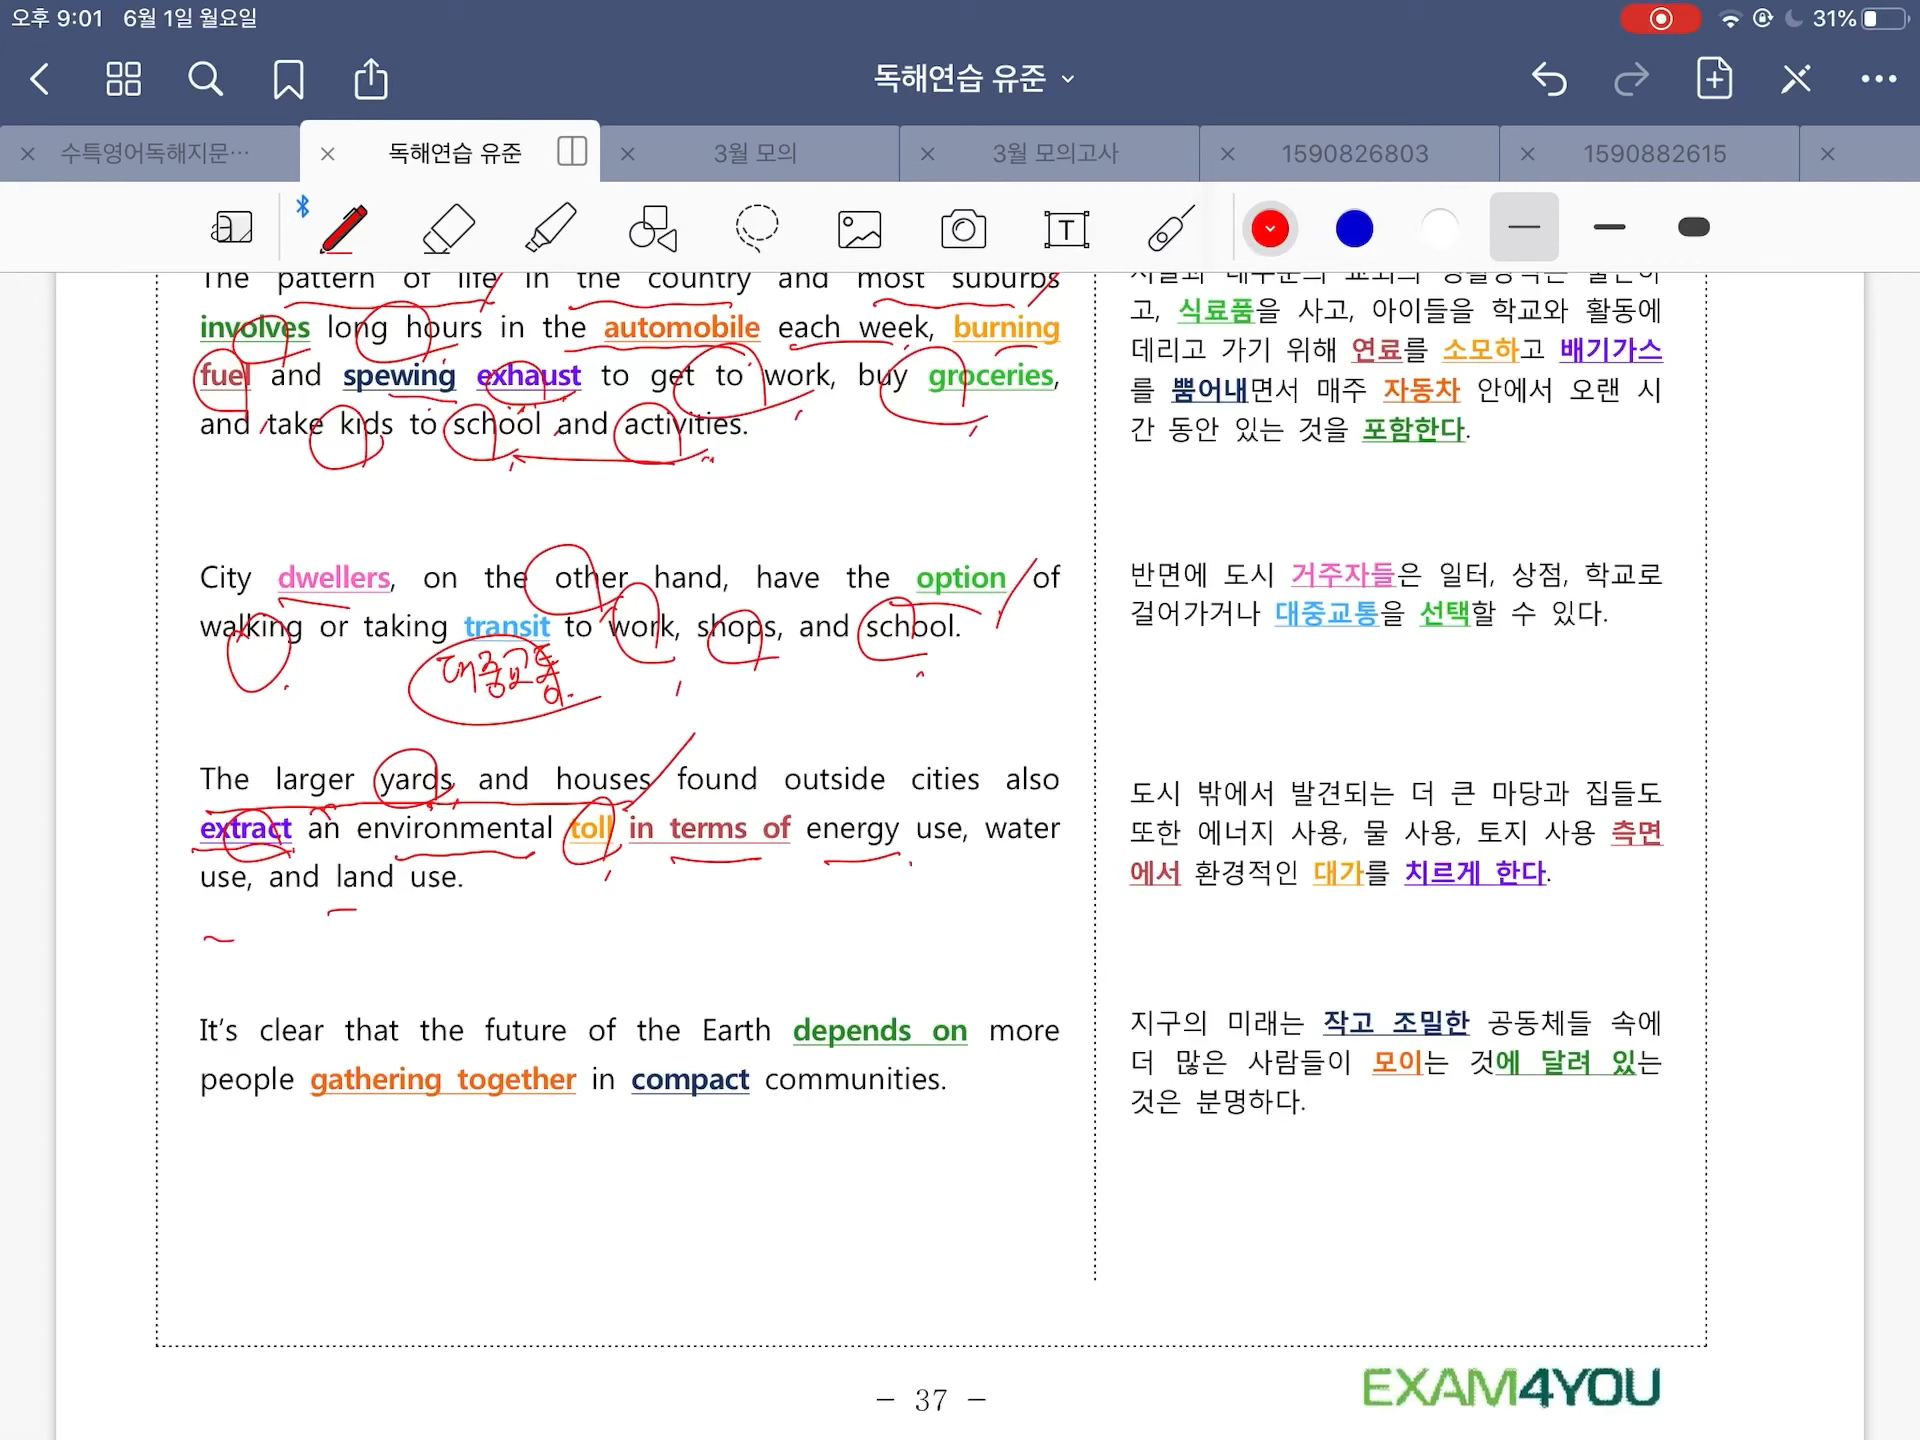 오후 9:01 6월 1일 월요일
31%
독해연습 유준
수특영어독해지문…
독해연습 유준
3월 모의
3월 모의고사
1590826803
1590882615
The pattern of life in the country and most suburbs
involves long hours in the automobile each week, burning
fuel and spewing exhaust to get to work, buy groceries,
and take kids to school and activities.
City dwellers, on the other hand, have the option of
walking or taking transit to work, shops, and school.
대중교통
The larger yards and houses found outside cities also
extract an environmental toll in terms of energy use, water
use, and land use.
It's clear that the future of the Earth depends on more
people gathering together in compact communities.
고, 식료품을 사고, 아이들을 학교와 활동에
데리고 가기 위해 연료를 소모하고 배기가스
를 뿜어내면서 매주 자동차 안에서 오랜 시
간 동안 있는 것을 포함한다.
반면에 도시 거주자들은 일터, 상점, 학교로
걸어가거나 대중교통을 선택할 수 있다.
도시 밖에서 발견되는 더 큰 마당과 집들도
또한 에너지 사용, 물 사용, 토지 사용 측면
에서 환경적인 대가를 치르게 한다.
지구의 미래는 작고 조밀한 공동체들 속에
더 많은 사람들이 모이는 것에 달려 있는
것은 분명하다.
- 37 -
EXAM4YOU